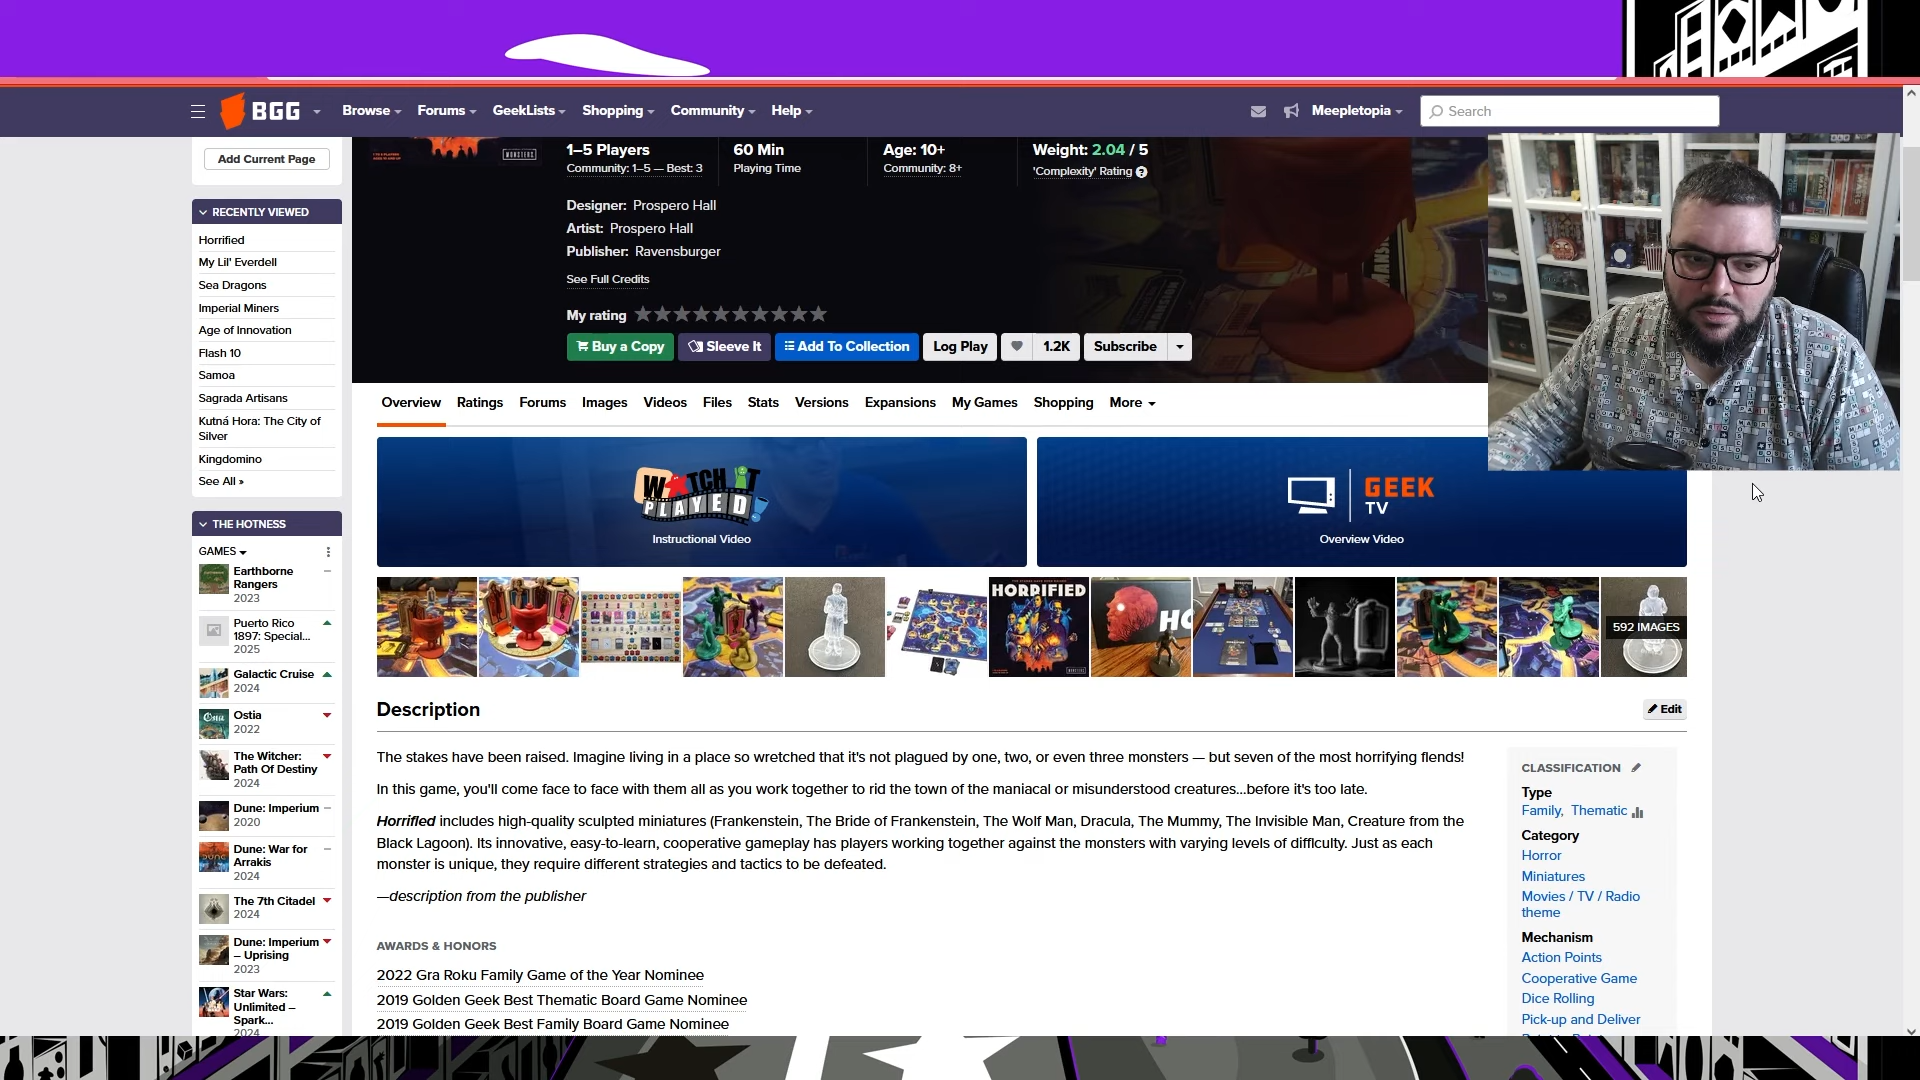 BGG
Browse
Forums
GeekLists
Shopping
Community
Help
Meepletopia
Search
Add Current Page
RECENTLY VIEWED
Horrified
My Lil' Everdell
Sea Dragons
Imperial Miners
Age of Innovation
Flash 10
Samoa
Sagrada Artisans
Kutná Hora: The City of
Silver
Kingdomino
See All »
THE HOTNESS
GAMES
Earthborne
Rangers
2023
Puerto Rico
1897: Special...
2025
Galactic Cruise
2024
Ostia
2022
The Witcher:
Path Of Destiny
2024
Dune: Imperium
2020
Dune: War for
Arrakis
2024
The 7th Citadel
2024
Dune: Imperium
– Uprising
2023
Star Wars:
Unlimited –
Spark...
2024
MONSTERS
1–5 Players
Community: 1–5 — Best: 3
60 Min
Playing Time
Age: 10+
Community: 8+
Weight: 2.04 / 5
'Complexity' Rating ?
Designer: Prospero Hall
Artist: Prospero Hall
Publisher: Ravensburger
See Full Credits
My rating
Buy a Copy
Sleeve It
Add To Collection
Log Play
1.2K
Subscribe
Overview
Ratings
Forums
Images
Videos
Files
Stats
Versions
Expansions
My Games
Shopping
More
WATCH IT
PLAYED
Instructional Video
GEEK
TV
Overview Video
HORRIFIED
592 IMAGES
Description
Edit
The stakes have been raised. Imagine living in a place so wretched that it's not plagued by one, two, or even three monsters — but seven of the most horrifying fiends!
In this game, you'll come face to face with them all as you work together to rid the town of the maniacal or misunderstood creatures...before it's too late.
Horrified includes high-quality sculpted miniatures (Frankenstein, The Bride of Frankenstein, The Wolf Man, Dracula, The Mummy, The Invisible Man, Creature from the
Black Lagoon). Its innovative, easy-to-learn, cooperative gameplay has players working together against the monsters with varying levels of difficulty. Just as each
monster is unique, they require different strategies and tactics to be defeated.
—description from the publisher
AWARDS & HONORS
2022 Gra Roku Family Game of the Year Nominee
2019 Golden Geek Best Thematic Board Game Nominee
2019 Golden Geek Best Family Board Game Nominee
CLASSIFICATION
Type
Family, Thematic
Category
Horror
Miniatures
Movies / TV / Radio
theme
Mechanism
Action Points
Cooperative Game
Dice Rolling
Pick-up and Deliver